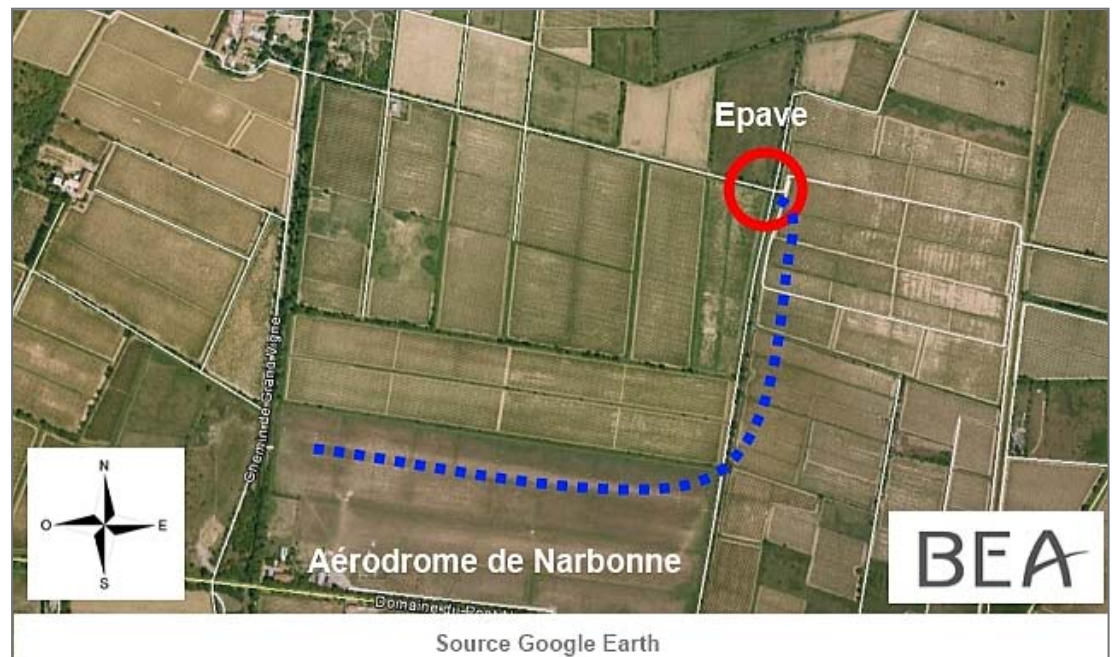 Epave
Chemin de Grand Vigne
N
O
E
S
Aérodrome de Narbonne
BEA
Domaine du Pont
Source Google Earth